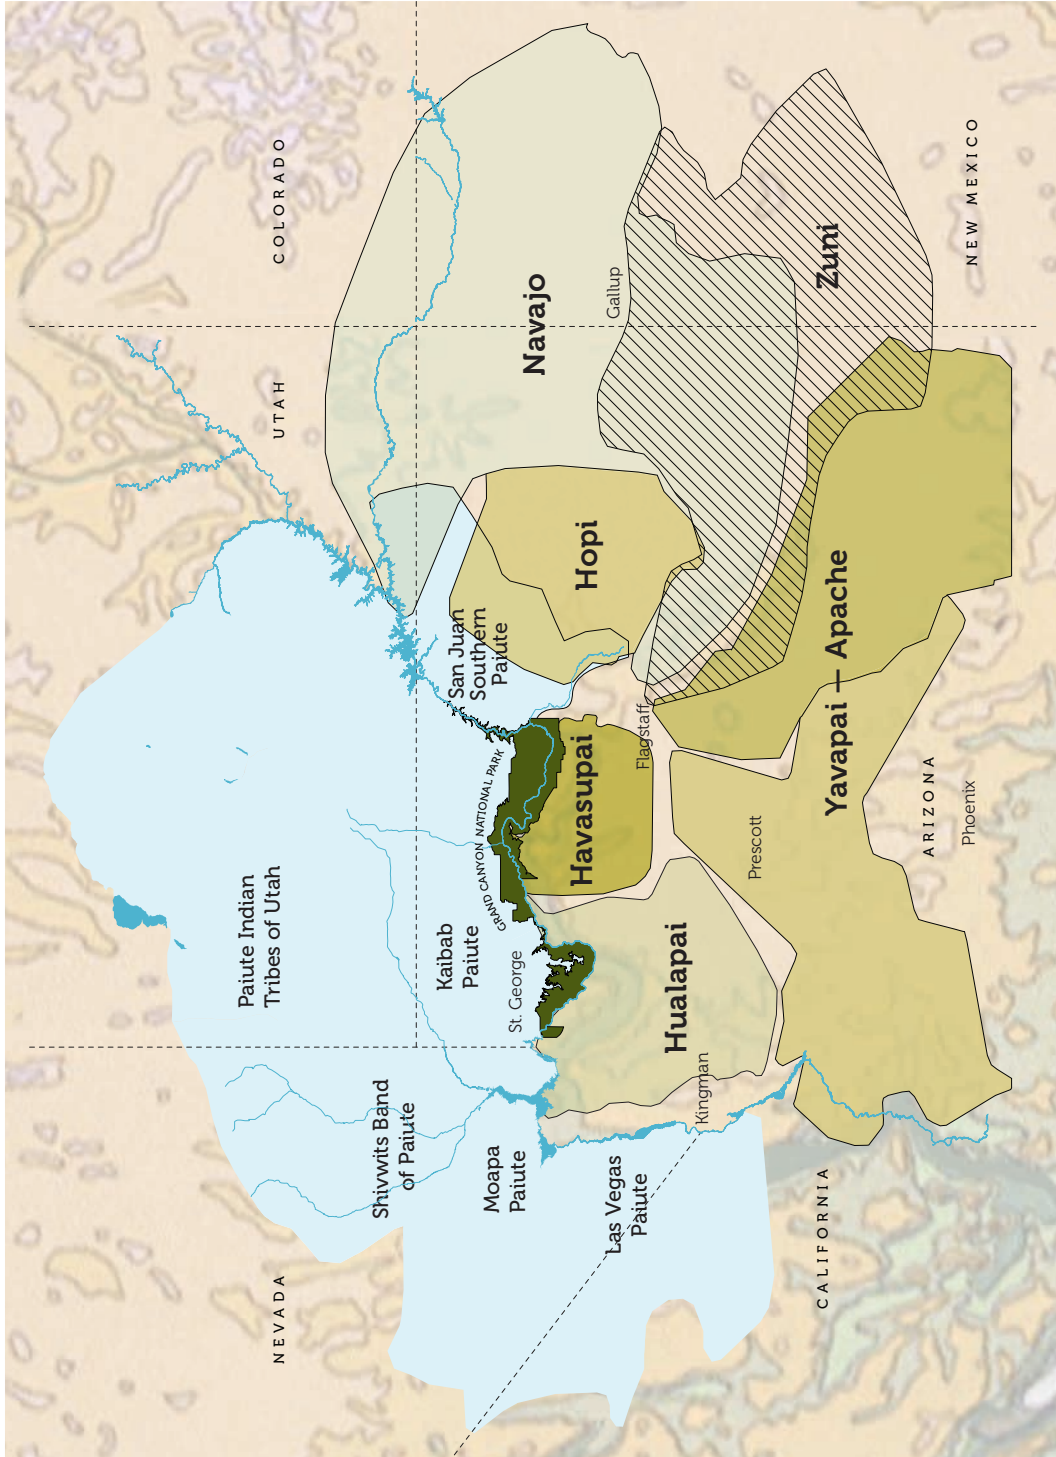 NEVADA
UTAH
COLORADO
Paiute Indian
Tribes of Utah
Shivwits Band
of Paiute
Kaibab
Paiute
San Juan
Southern
Paiute
GRAND CANYON NATIONAL PARK
Moapa
Paiute
St. George
Navajo
Hopi
Havasupai
Gallup
Las Vegas
Paiute
Flagstaff
Hualapai
Kingman
Prescott
Zuni
Yavapai — Apache
CALIFORNIA
ARIZONA
Phoenix
NEW MEXICO